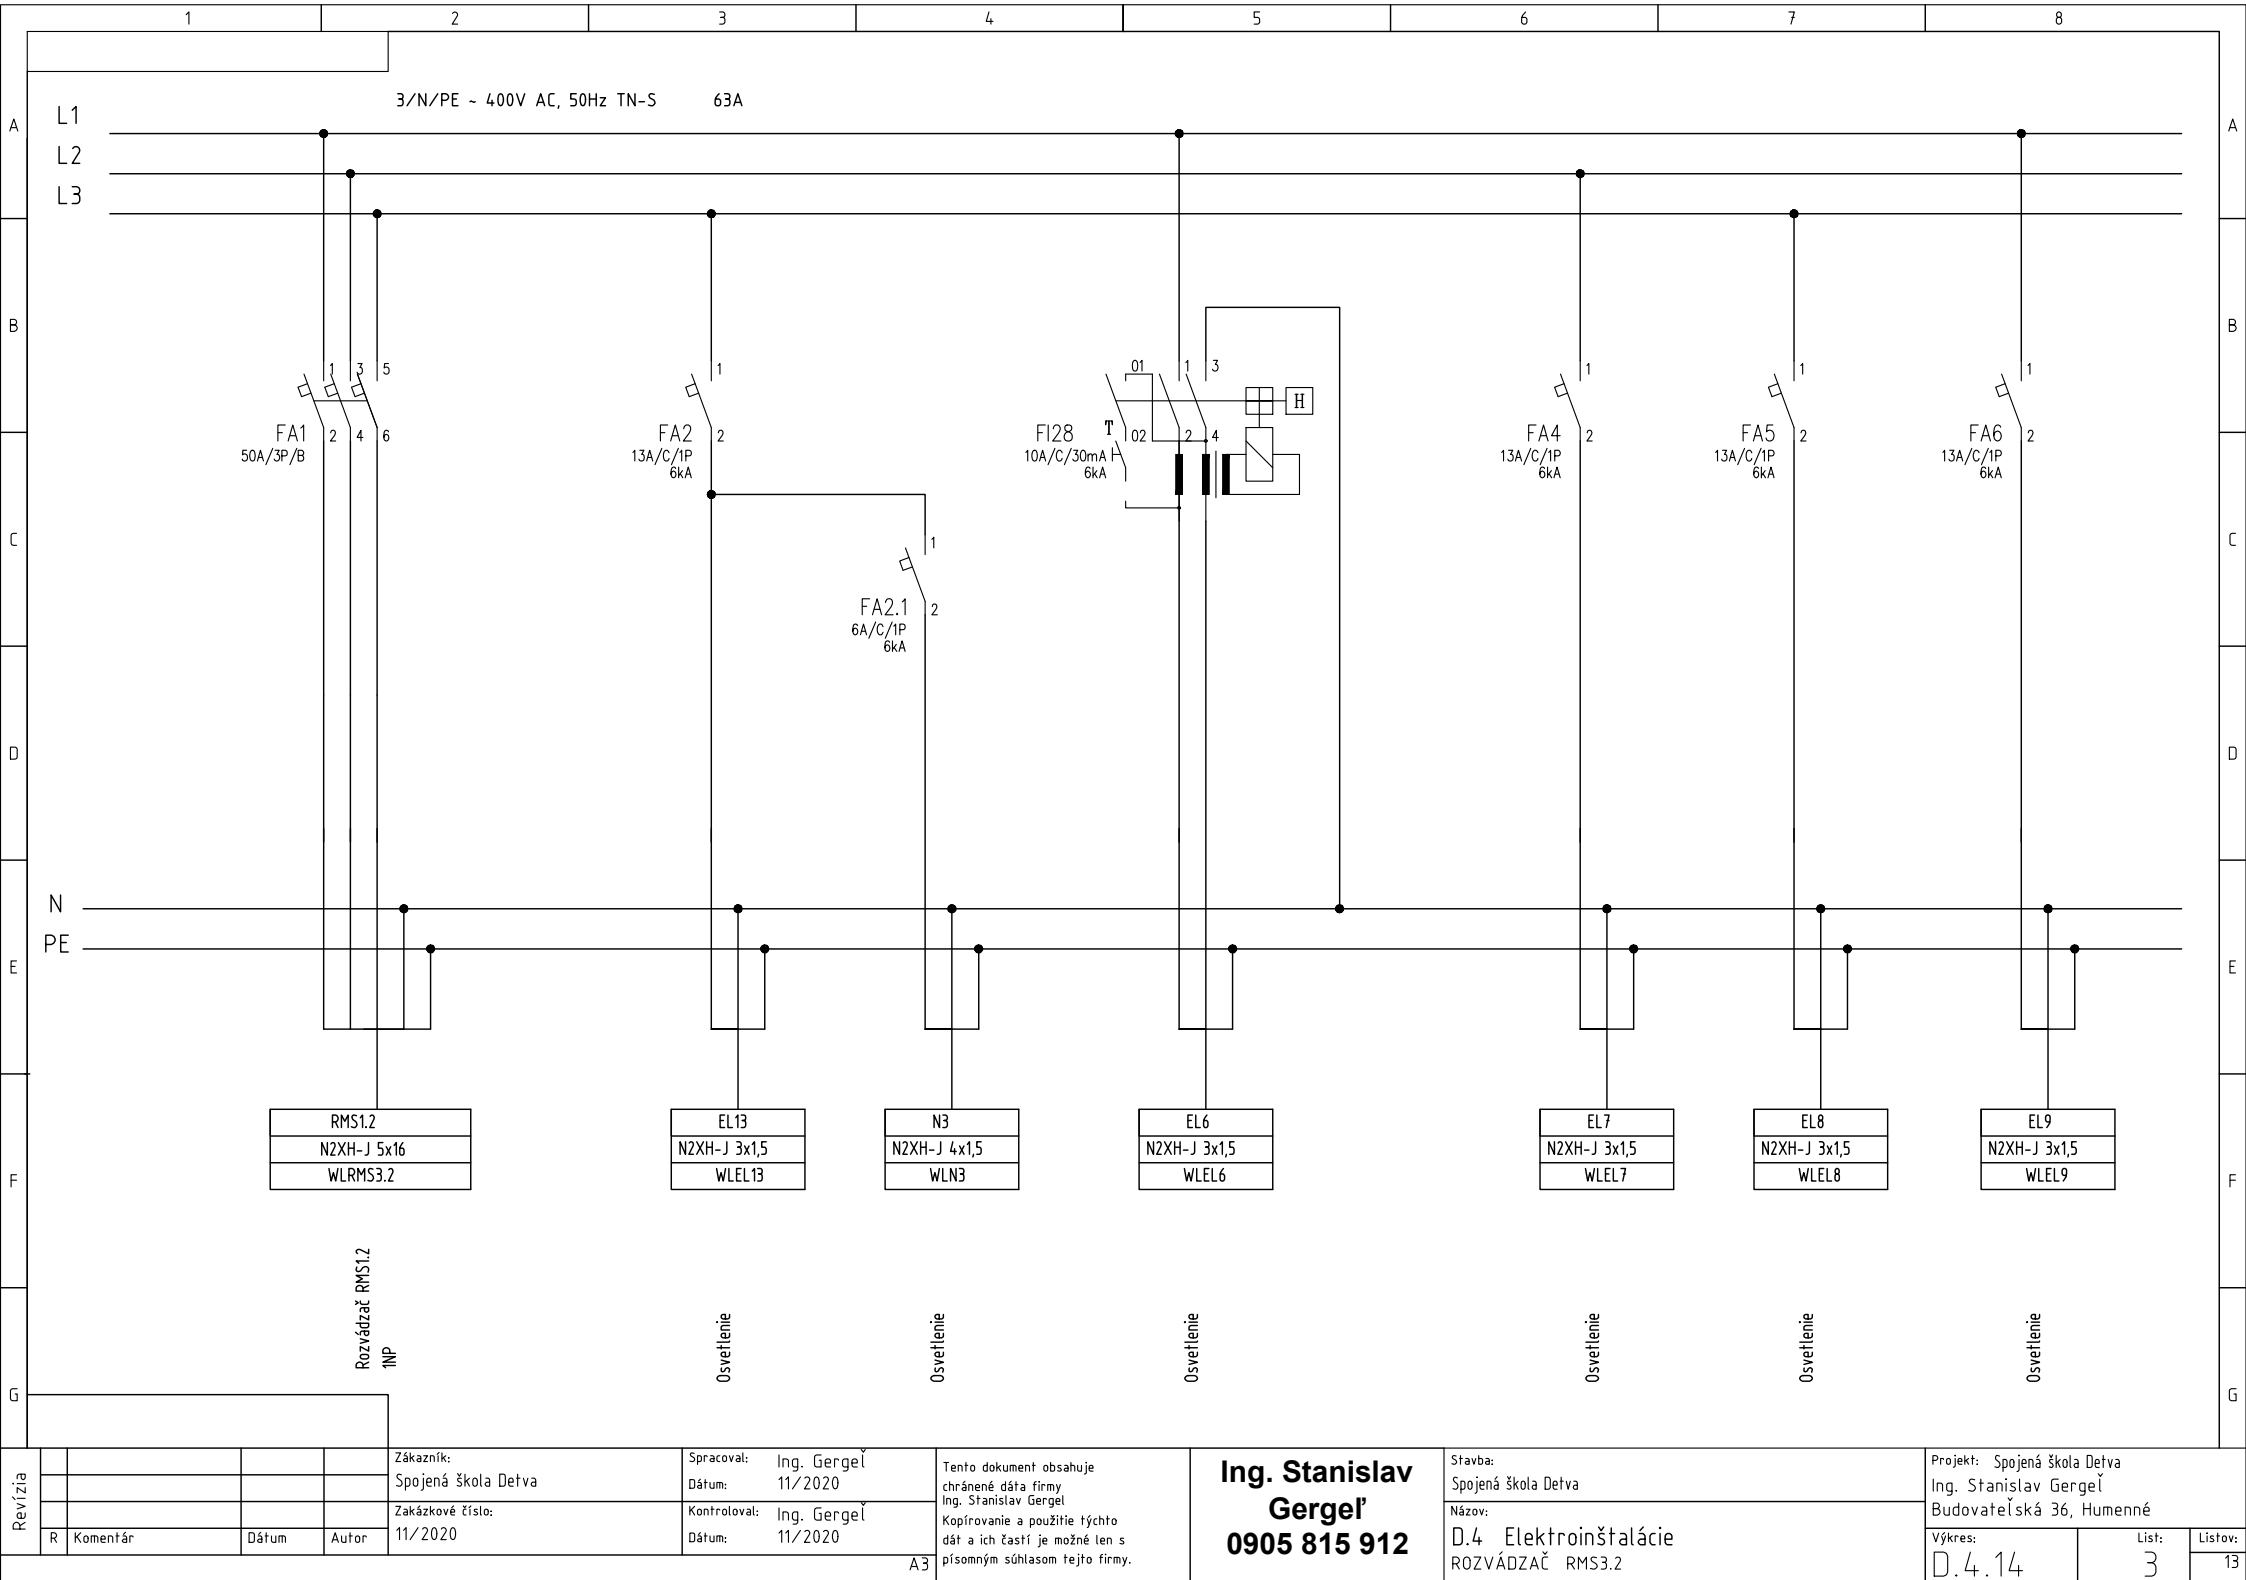 1 2 3 4 5 6 7 8
3/N/PE ~ 400V AC, 50Hz TN-S 63A
A L1 A
L2
L3
B B
1 3 5
FA1 2 4 6
50A/3P/B
1
FA2 2
13A/C/1P
6kA
1
FA2.1 2
6A/C/1P
6kA
01 1 3
H
T
FI28 02 2 4
10A/C/30mA
6kA
1
FA4 2
13A/C/1P
6kA
1
FA5 2
13A/C/1P
6kA
1
FA6 2
13A/C/1P
6kA
C C
D D
N
PE
E E
RMS1.2 EL13 N3 EL6 EL7 EL8 EL9
N2XH-J 5x16 N2XH-J 3x1,5 N2XH-J 4x1,5 N2XH-J 3x1,5 N2XH-J 3x1,5 N2XH-J 3x1,5 N2XH-J 3x1,5
WLRMS3.2 WLEL13 WLN3 WLEL6 WLEL7 WLEL8 WLEL9
F F
Rozvádzač RMS1.2
1NP
Osvetlenie
Osvetlenie
Osvetlenie
Osvetlenie
Osvetlenie
Osvetlenie
G G
Revízia
R Komentár Dátum Autor
Zákazník:
Spojená škola Detva
Zakázkové číslo:
11/2020
Spracoval: Ing. Gergeľ
Dátum: 11/2020
Kontroloval: Ing. Gergeľ
Dátum: 11/2020
A3
Tento dokument obsahuje
chránené dáta firmy
Ing. Stanislav Gergel
Kopírovanie a použitie týchto
dát a ich častí je možné len s
písomným súhlasom tejto firmy.
Ing. Stanislav
Gergeľ
0905 815 912
Stavba:
Spojená škola Detva
Názov:
D.4 Elektroinštalácie
ROZVÁDZAČ RMS3.2
Projekt: Spojená škola Detva
Ing. Stanislav Gergeľ
Budovateľská 36, Humenné
Výkres: List: Listov:
D.4.14 3 13